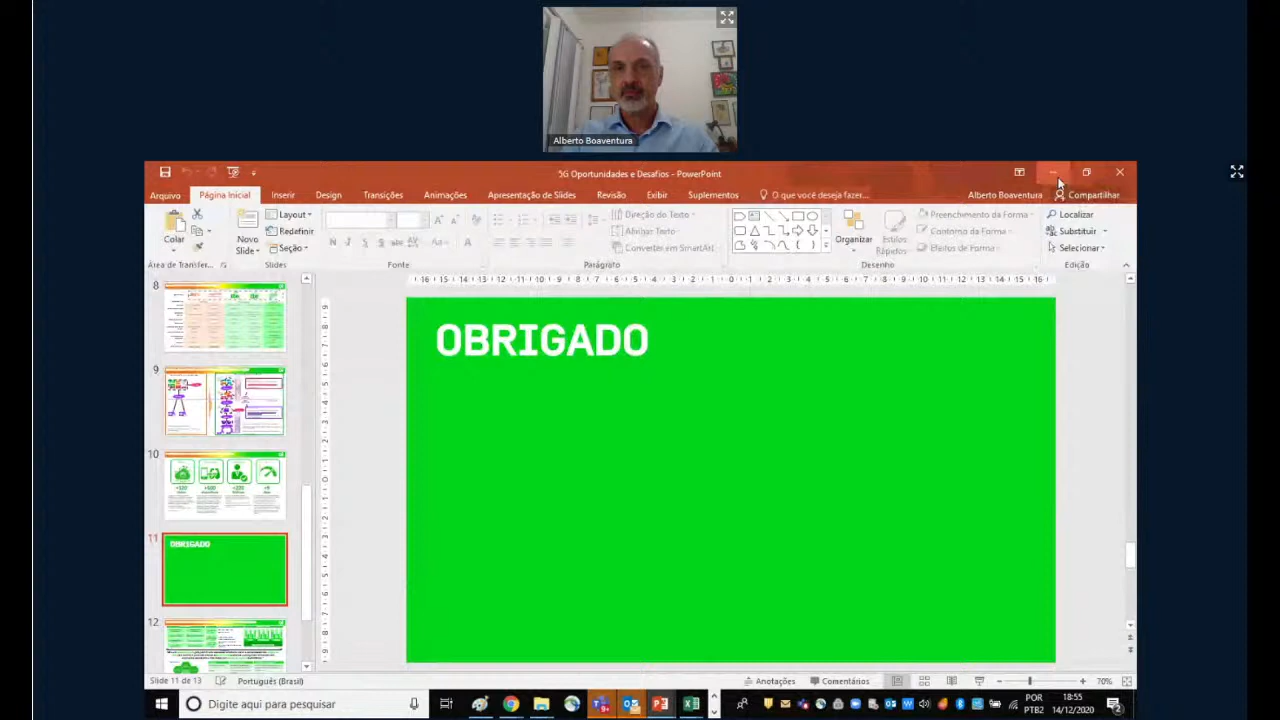 Alberto Boaventura
5G Oportunidades e Desafios - PowerPoint
Arquivo Página Inicial Inserir Design Transições Animações Apresentação de Slides Revisão Exibir Suplementos O que você deseja fazer... Alberto Boaventura Compartilhar
Colar
Novo
Slide
Layout
Redefinir
Seção
Direção do Texto
Alinhar Texto
Converter em SmartArt
Organizar
Estilos
Rápidos
Preenchimento da Forma
Contorno da Forma
Efeitos de Forma
Localizar
Substituir
Selecionar
Área de Transfer... Slides Fonte Parágrafo Desenho Edição
8
9
10
11
OBRIGADO
12
OBRIGADO
Slide 11 de 13 Português (Brasil) Anotações Comentários 70%
Digite aqui para pesquisar
POR
PTB2
18:55
14/12/2020